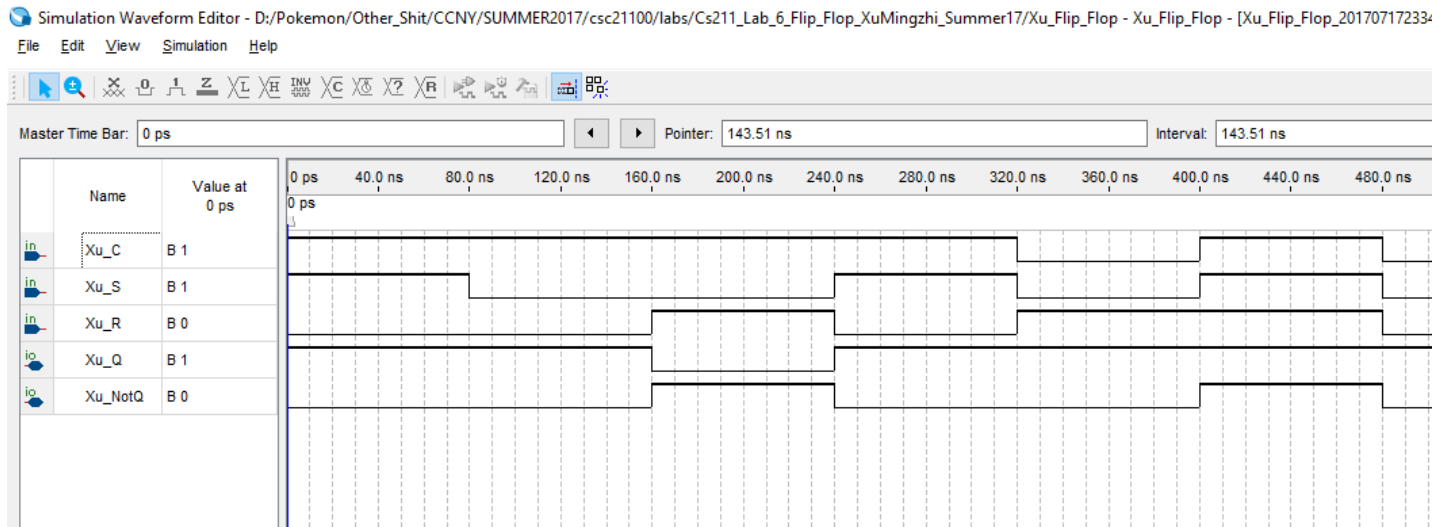 Simulation Waveform Editor - D:/Pokemon/Other_Shit/CCNY/SUMMER2017/csc21100/labs/Cs211_Lab_6_Flip_Flop_XuMingzhi_Summer17/Xu_Flip_Flop - Xu_Flip_Flop - [Xu_Flip_Flop_20170717233
File Edit View Simulation Help
Master Time Bar: 0 ps Pointer: 143.51 ns Interval: 143.51 ns
Name Value at 0 ps
0 ps 40.0 ns 80.0 ns 120.0 ns 160.0 ns 200.0 ns 240.0 ns 280.0 ns 320.0 ns 360.0 ns 400.0 ns 440.0 ns 480.0 ns
0 ps
in Xu_C B 1
in Xu_S B 1
in Xu_R B 0
io Xu_Q B 1
io Xu_NotQ B 0